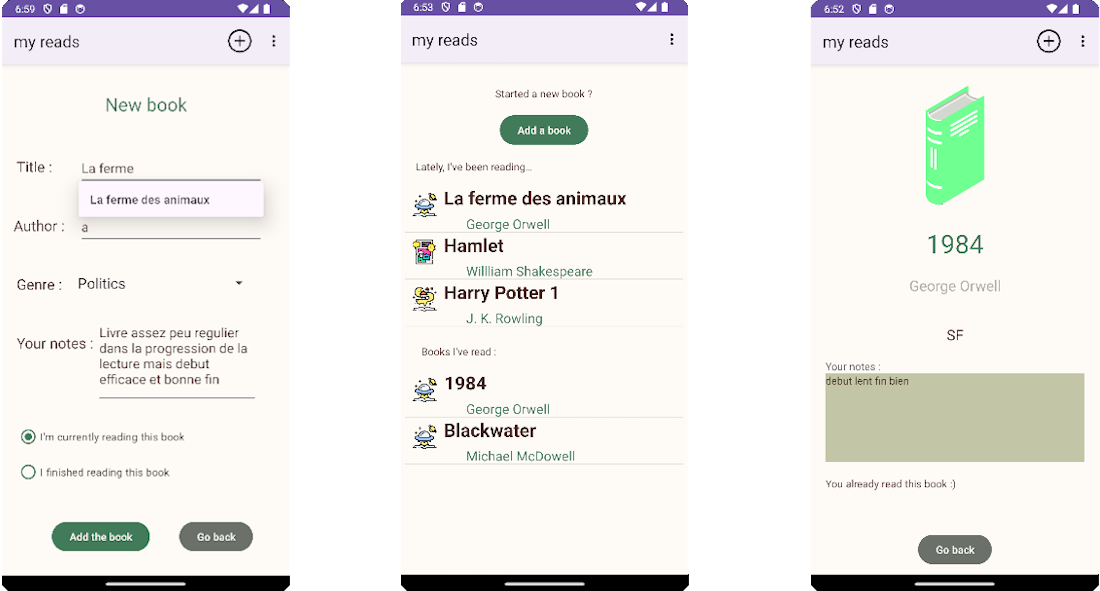 6:59
my reads
New book
Title :
La ferme
La ferme des animaux
Author :
a
Genre :
Politics
Your notes :
Livre assez peu regulier
dans la progression de la
lecture mais debut
efficace et bonne fin
I'm currently reading this book
I finished reading this book
Add the book
Go back
6:53
my reads
Started a new book ?
Add a book
Lately, I've been reading...
La ferme des animaux
George Orwell
Hamlet
Willliam Shakespeare
Harry Potter 1
J. K. Rowling
Books I've read :
1984
George Orwell
Blackwater
Michael McDowell
6:52
my reads
1984
George Orwell
SF
Your notes :
debut lent fin bien
You already read this book :)
Go back